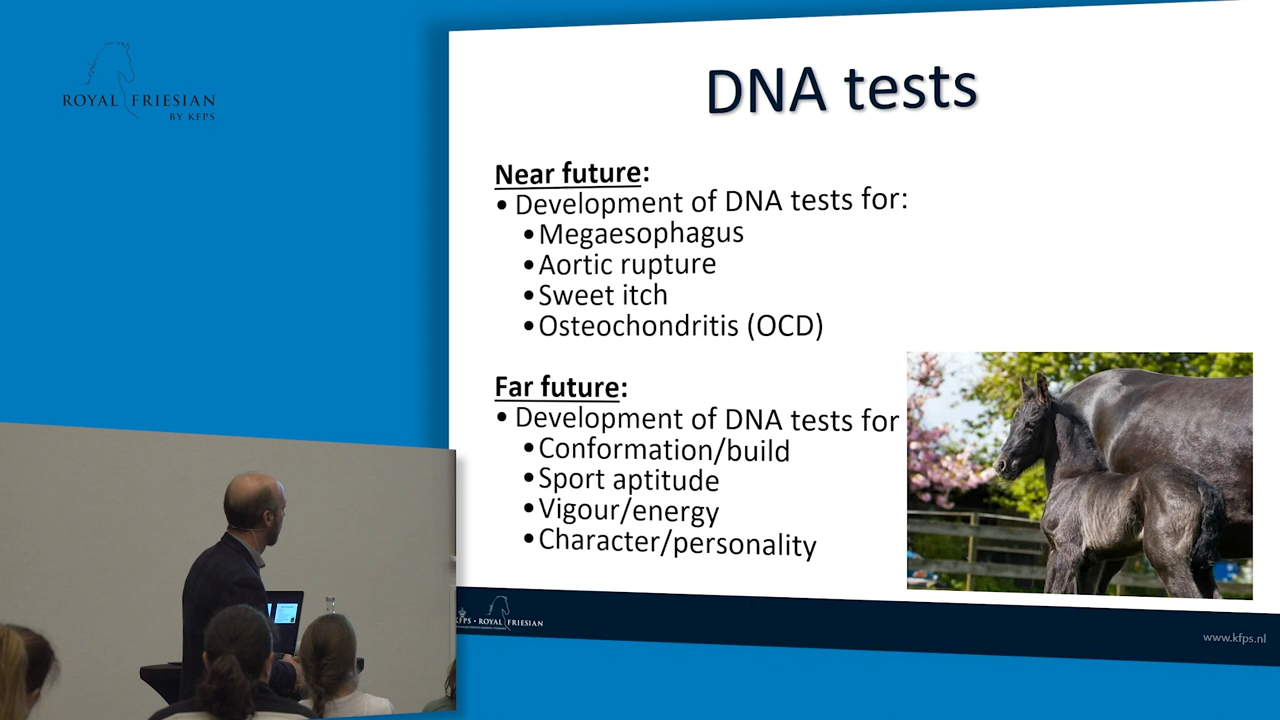 ROYAL FRIESIAN
BY KFPS
DNA tests
Near future:
• Development of DNA tests for:
• Megaesophagus
• Aortic rupture
• Sweet itch
• Osteochondritis (OCD)
Far future:
• Development of DNA tests for
• Conformation/build
• Sport aptitude
• Vigour/energy
• Character/personality
KFPS • ROYAL FRIESIAN
www.kfps.nl